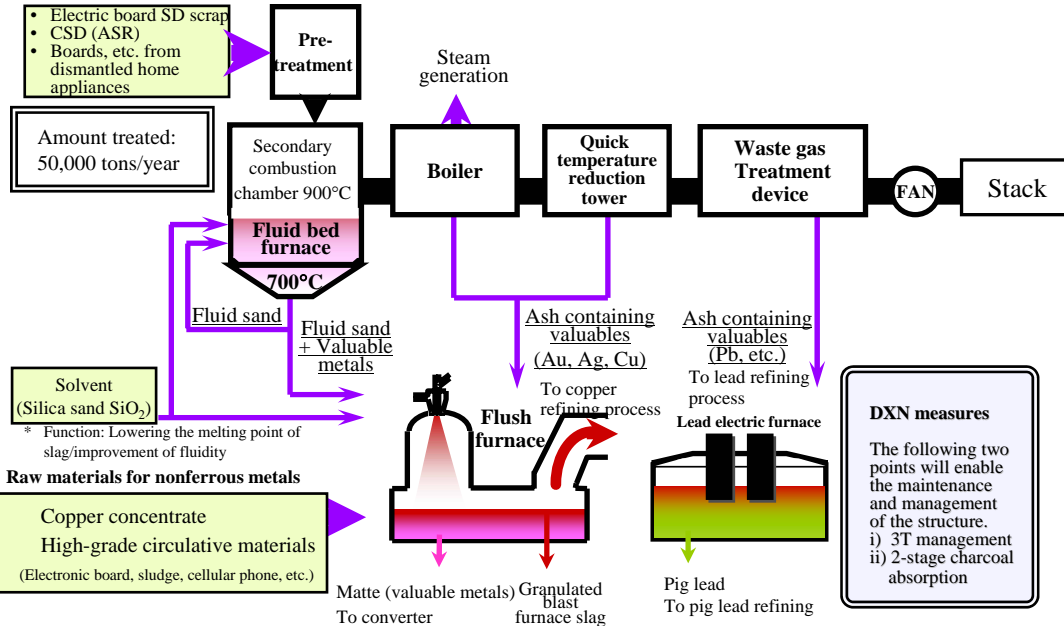 • Electric board SD scrap
• CSD (ASR)
• Boards, etc. from
dismantled home
appliances
Pre-
treatment
Steam
generation
Amount treated:
50,000 tons/year
Secondary
combustion
chamber 900°C
Fluid bed
furnace
700°C
Boiler
Quick
temperature
reduction
tower
Waste gas
Treatment
device
FAN
Stack
Fluid sand
Fluid sand
+ Valuable
metals
Ash containing
valuables
(Au, Ag, Cu)
To copper
refining process
Ash containing
valuables
(Pb, etc.)
To lead refining
process
Solvent
(Silica sand SiO₂)
* Function: Lowering the melting point of
slag/improvement of fluidity
Raw materials for nonferrous metals
Copper concentrate
High-grade circulative materials
(Electronic board, sludge, cellular phone, etc.)
Flush
furnace
Lead electric furnace
Matte (valuable metals)
To converter
Granulated
blast
furnace slag
Pig lead
To pig lead refining
DXN measures
The following two
points will enable
the maintenance
and management
of the structure.
i) 3T management
ii) 2-stage charcoal
absorption